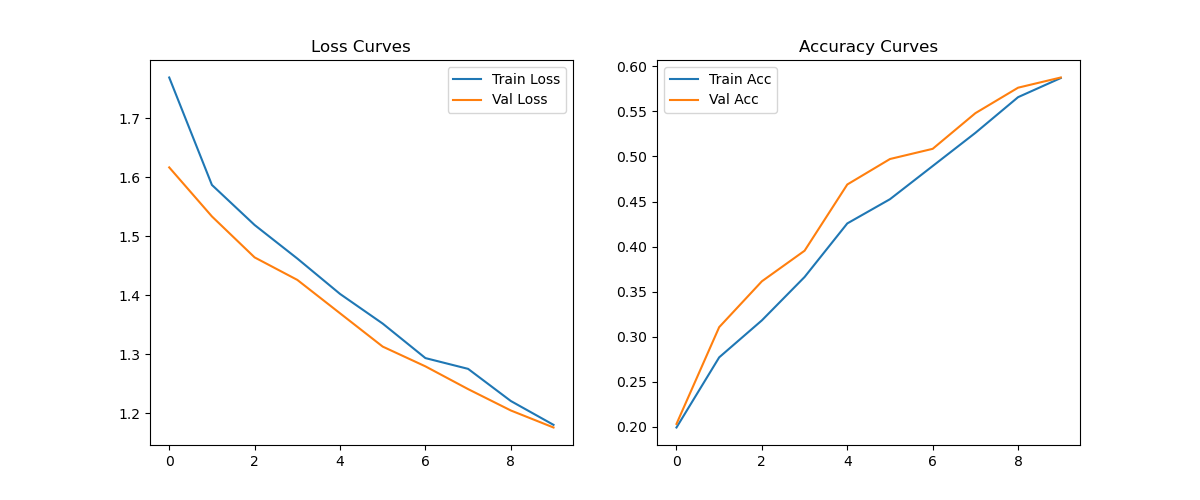 Loss Curves
Train Loss
Val Loss
1.7
1.6
1.5
1.4
1.3
1.2
0 2 4 6 8
Accuracy Curves
Train Acc
Val Acc
0.60
0.55
0.50
0.45
0.40
0.35
0.30
0.25
0.20
0 2 4 6 8